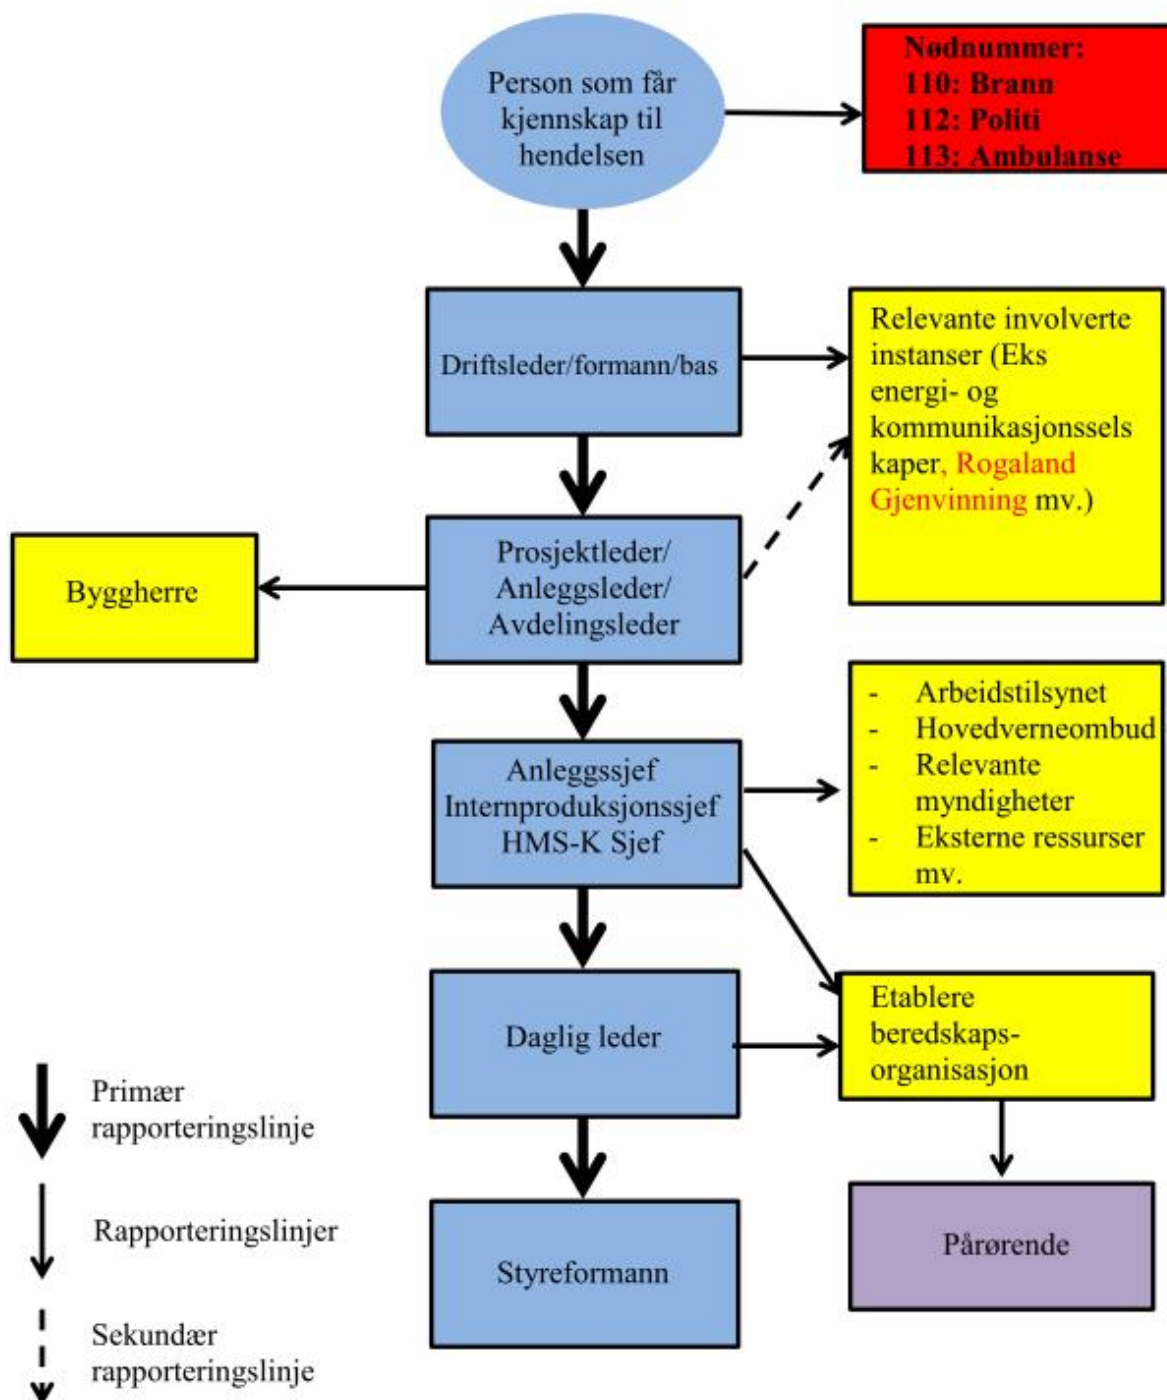 Person som får
kjennskap til
hendelsen
Nødnummer:
110: Brann
112: Politi
113: Ambulanse
Driftsleder/formann/bas
Relevante involverte
instanser (Eks
energi- og
kommunikasjonssels
kaper, Rogaland
Gjenvinning mv.)
Byggherre
Prosjektleder/
Anleggsleder/
Avdelingsleder
Anleggssjef
Internproduksjonssjef
HMS-K Sjef
- Arbeidstilsynet
- Hovedverneombud
- Relevante
myndigheter
- Eksterne ressurser
mv.
Daglig leder
Etablere
beredskaps-
organisasjon
Primær
rapporteringslinje
Rapporteringslinjer
Styreformann
Pårørende
Sekundær
rapporteringslinje